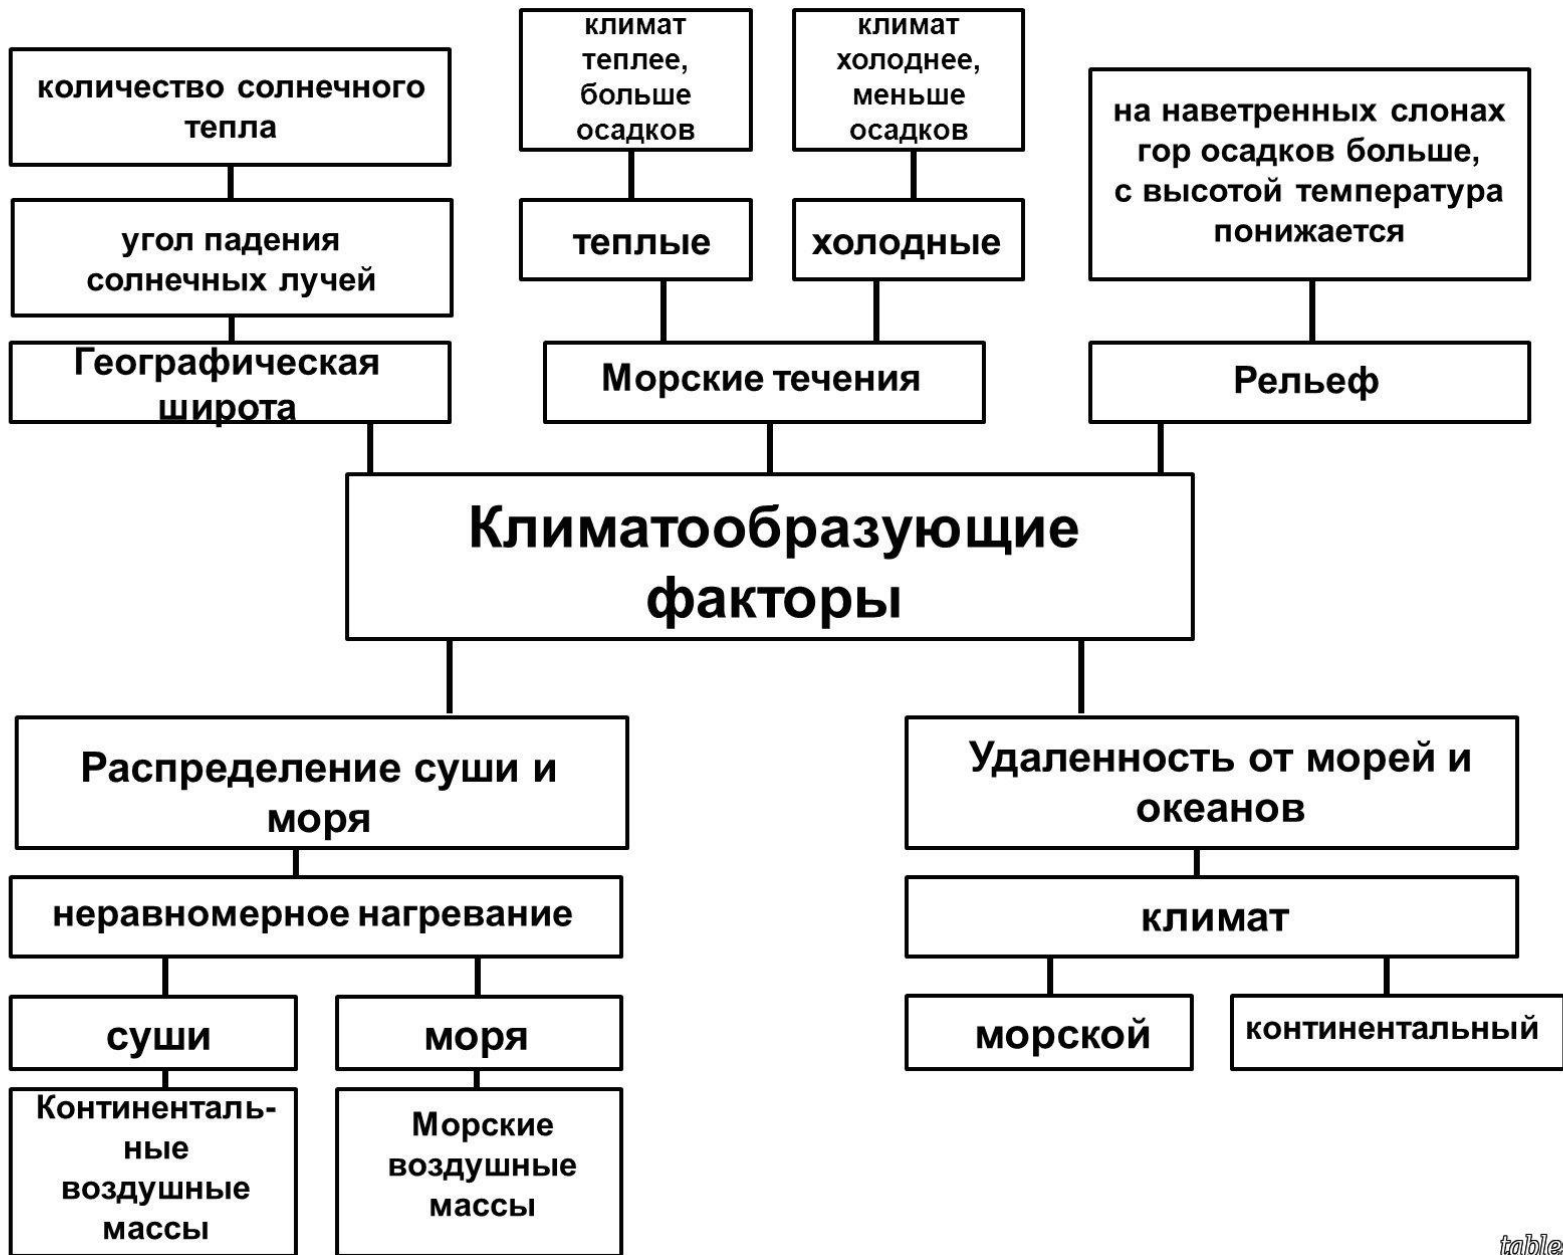 количество солнечного
тепла
климат
теплее,
больше
осадков
климат
холоднее,
меньше
осадков
на наветренных слонах
гор осадков больше,
с высотой температура
понижается
угол падения
солнечных лучей
теплые
холодные
Географическая
широта
Морские течения
Рельеф
Климатообразующие
факторы
Распределение суши и
моря
Удаленность от морей и
океанов
неравномерное нагревание
климат
суши
моря
морской
континентальный
Континенталь-
ные
воздушные
массы
Морские
воздушные
массы
table